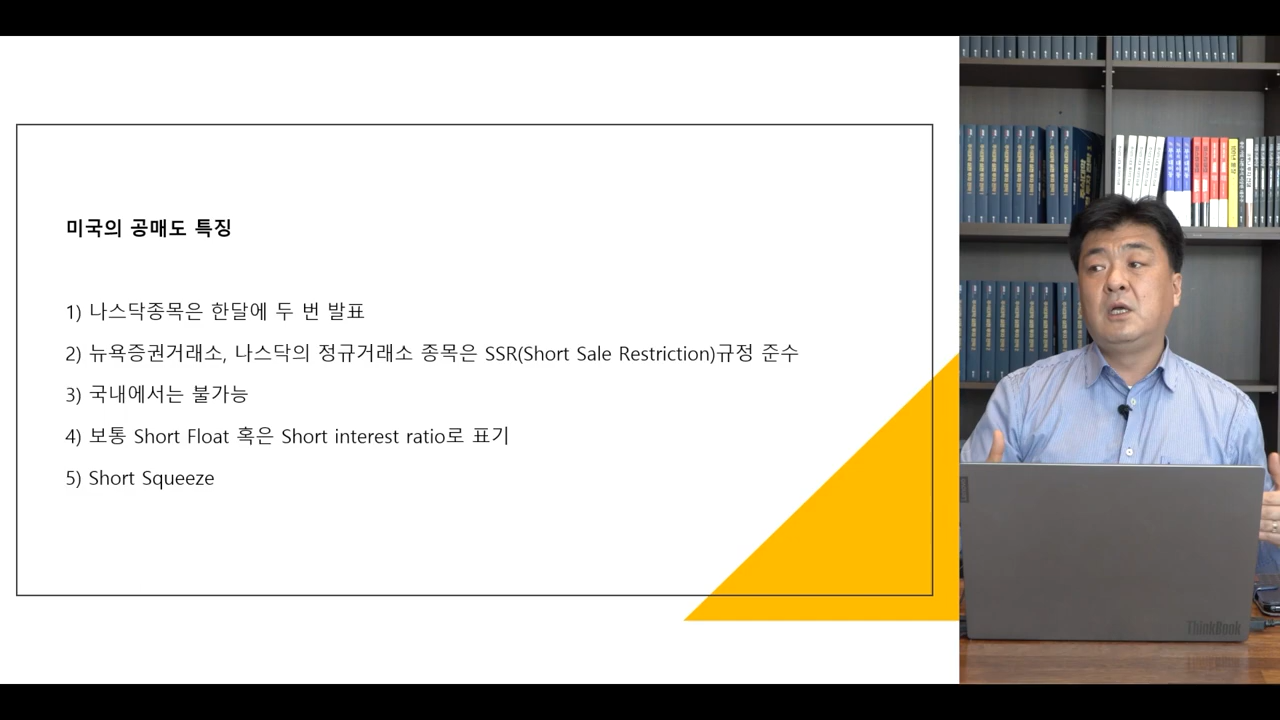 미국의 공매도 특징
1) 나스닥종목은 한달에 두 번 발표
2) 뉴욕증권거래소, 나스닥의 정규거래소 종목은 SSR(Short Sale Restriction)규정 준수
3) 국내에서는 불가능
4) 보통 Short Float 혹은 Short interest ratio로 표기
5) Short Squeeze
ThinkBook